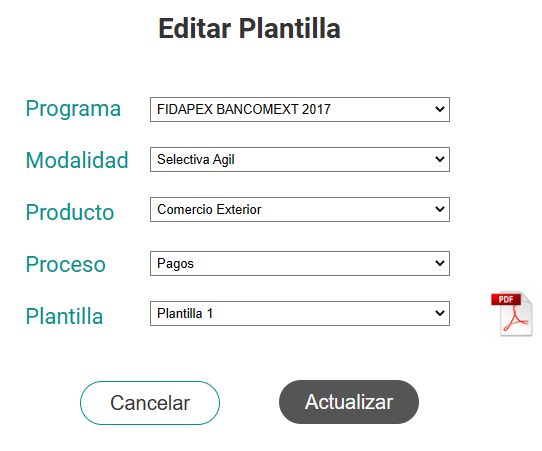 Editar Plantilla
Programa FIDAPEX BANCOMEXT 2017
Modalidad Selectiva Agil
Producto Comercio Exterior
Proceso Pagos
Plantilla Plantilla 1 PDF
Cancelar Actualizar